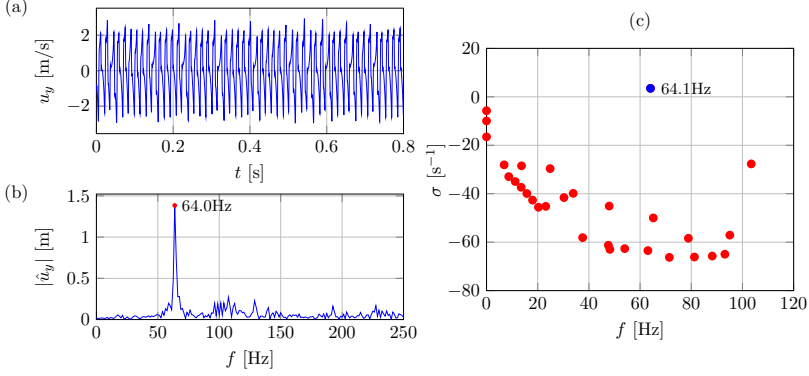 (a)
2
0
−2
u_y [m/s]
0 0.2 0.4 0.6 0.8
t [s]
(b)
1.5
1
0.5
0
|û_y| [m]
64.0Hz
0 50 100 150 200 250
f [Hz]
(c)
20
0
−20
−40
−60
−80
σ [s⁻¹]
64.1Hz
0 20 40 60 80 100 120
f [Hz]